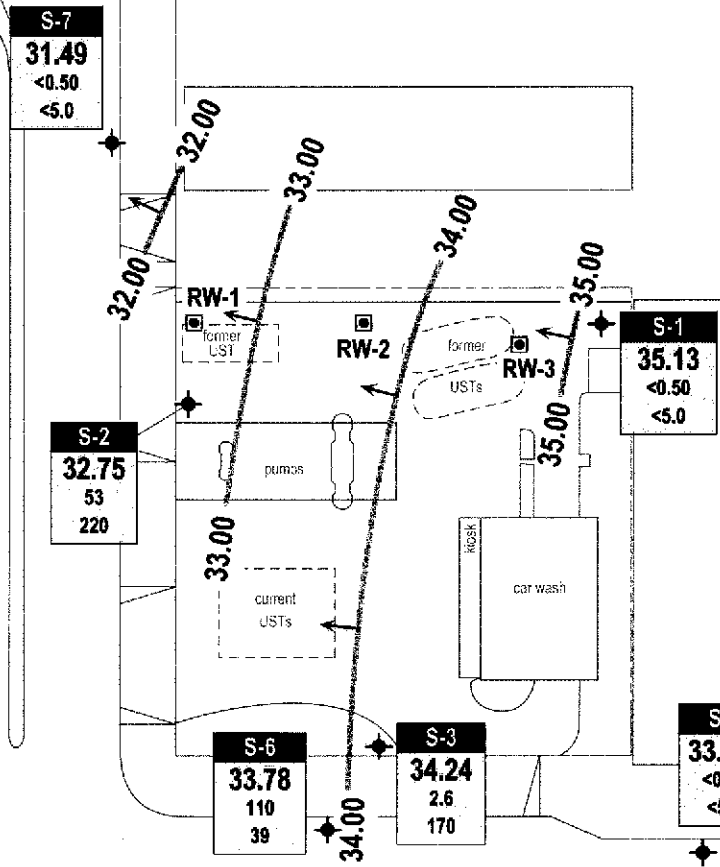 S-7
31.49
<0.50
<5.0
32.00
33.00
34.00
35.00
32.00
RW-1
former
UST
RW-2
former
USTs
RW-3
S-1
35.13
<0.50
<5.0
35.00
S-2
32.75
53
220
pumps
33.00
kiosk
car wash
current
USTs
S-6
33.78
110
39
34.00
S-3
34.24
2.6
170
33.